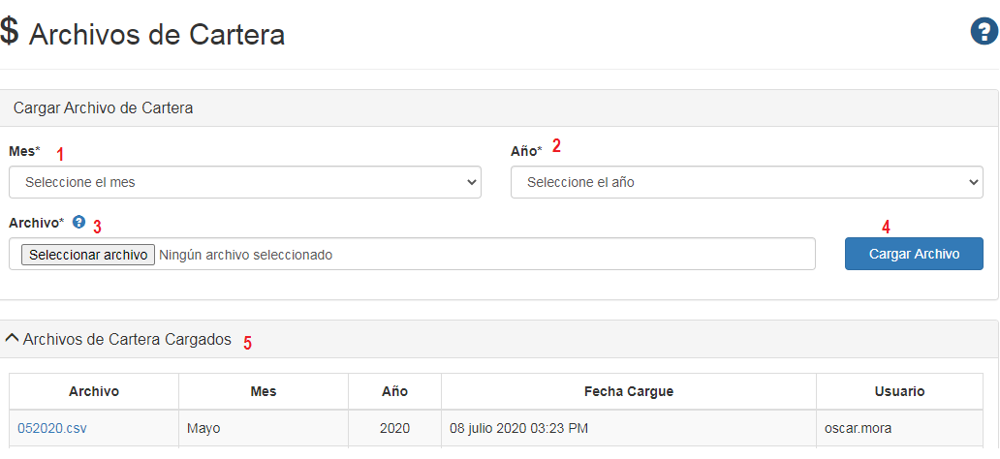 $ Archivos de Cartera
?
Cargar Archivo de Cartera
Mes* 1
Año* 2
Seleccione el mes
Seleccione el año
Archivo* ? 3
4
Seleccionar archivo Ningún archivo seleccionado
Cargar Archivo
Archivos de Cartera Cargados 5
Archivo Mes Año Fecha Cargue Usuario
052020.csv Mayo 2020 08 julio 2020 03:23 PM oscar.mora